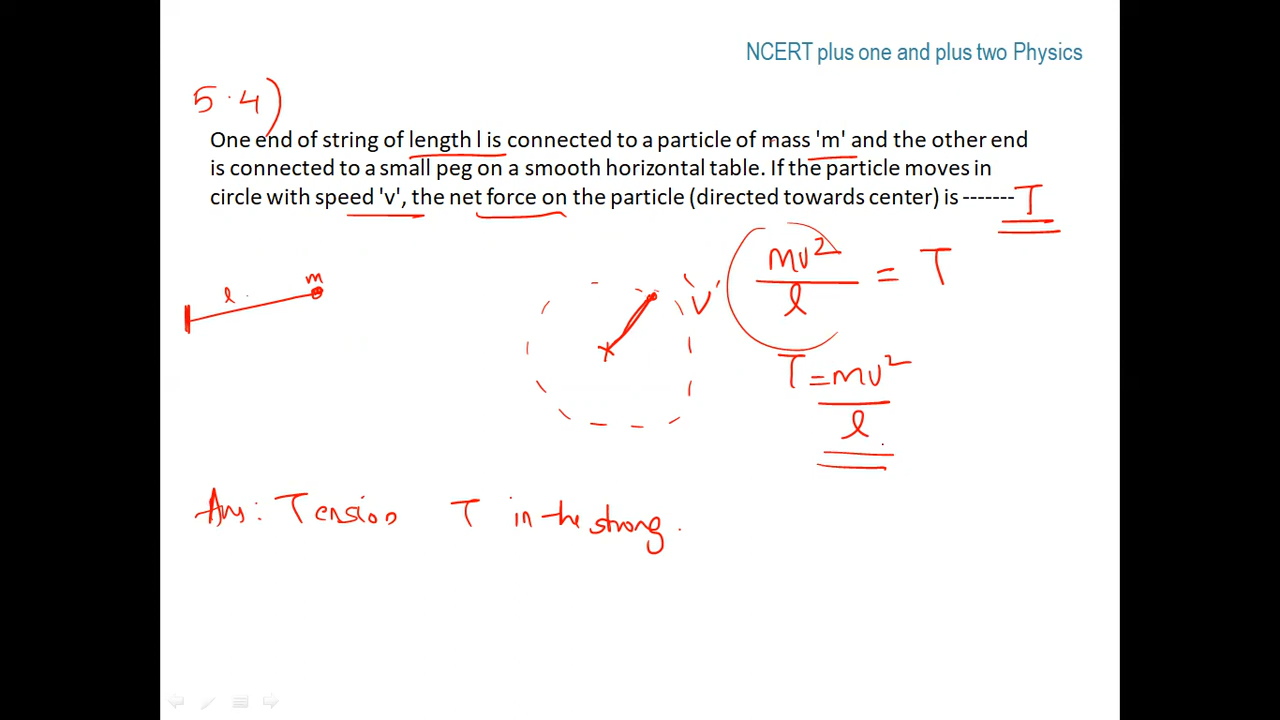 NCERT plus one and plus two Physics
5.4)
One end of string of length l is connected to a particle of mass 'm' and the other end
is connected to a small peg on a smooth horizontal table. If the particle moves in
circle with speed 'v', the net force on the particle (directed towards center) is ------- T
l m
v
mv²/l = T
T = mv²/l
Ans: Tension T in the strong.